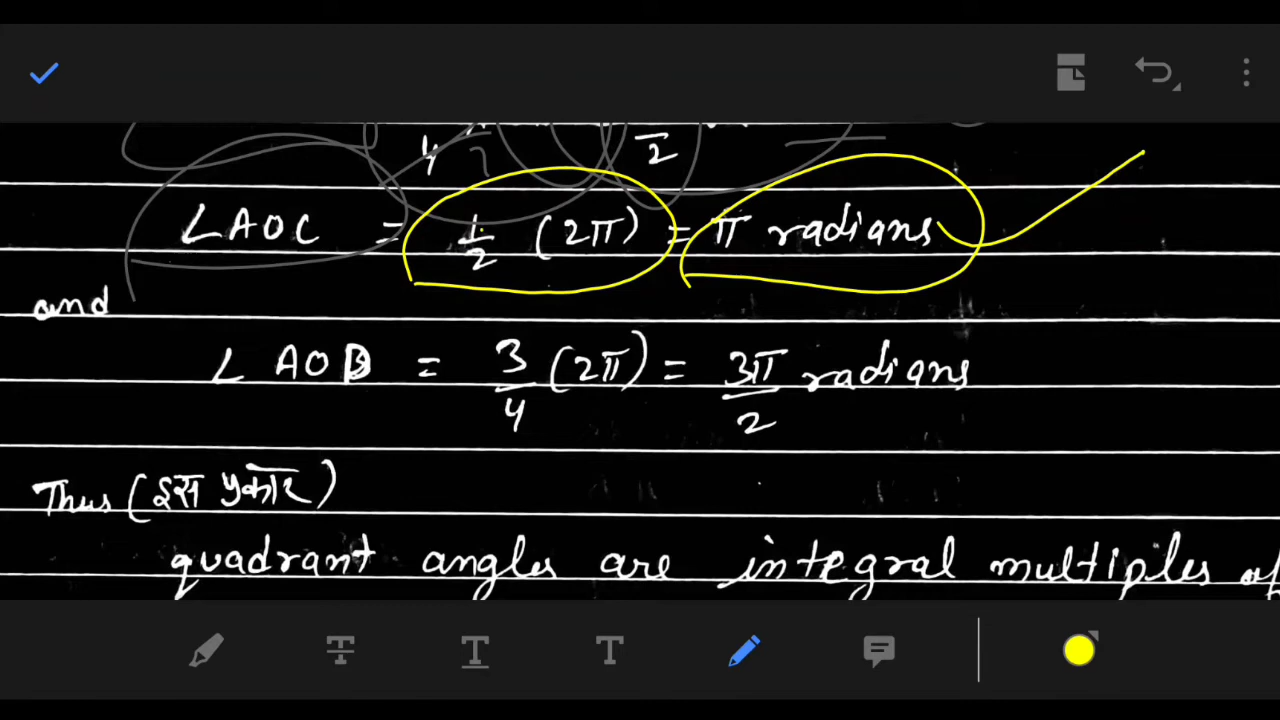 ∠AOC = 1/2 (2π) = π radians
and
∠ AOD = 3/4 (2π) = 3π/2 radians
Thus (इस प्रकार)
quadrant angles are integral multiples of